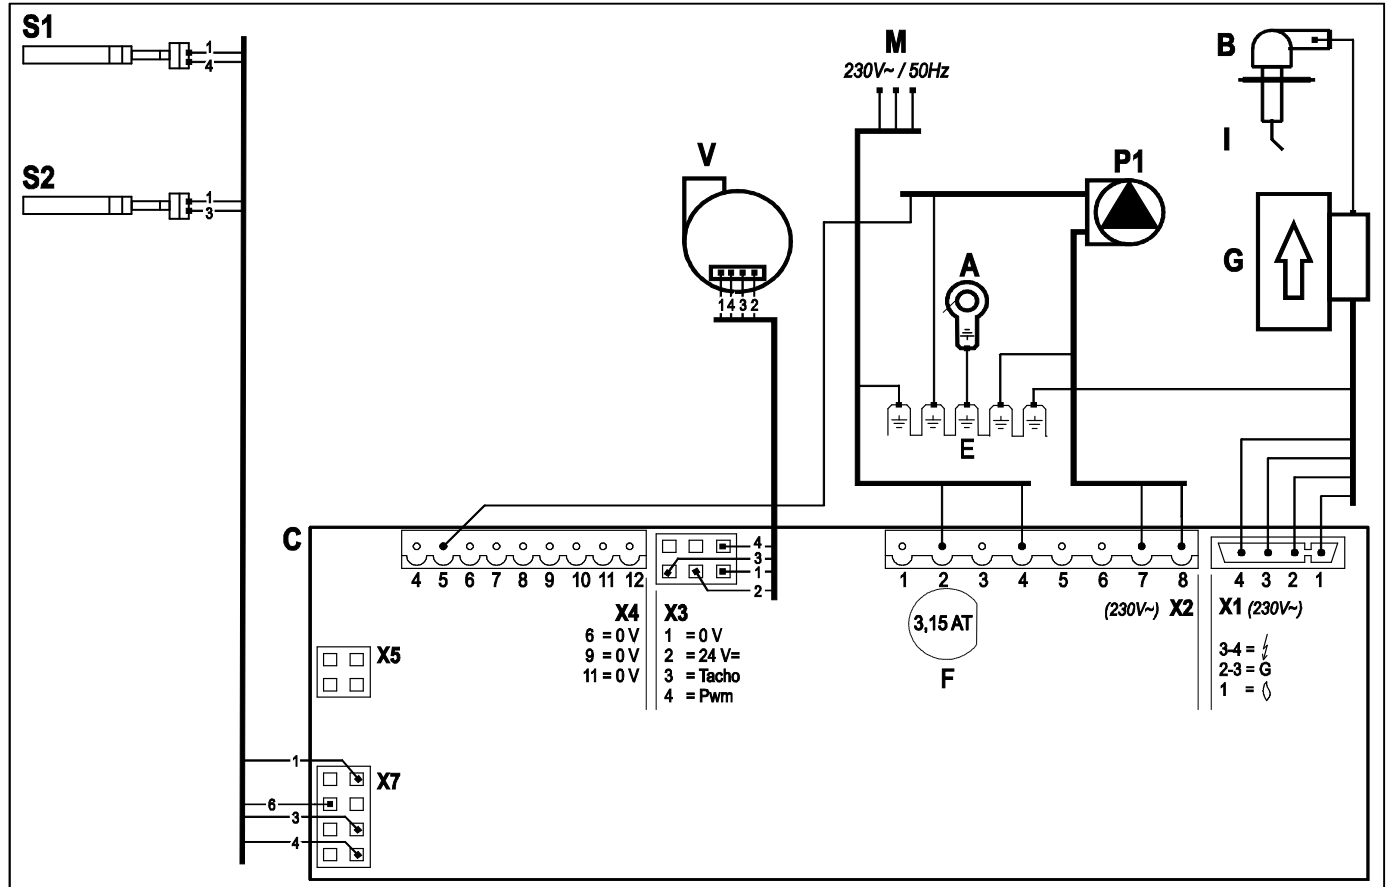 S1
1
4
S2
1
3
M
230V~ / 50Hz
V
1 4 3 2
P1
A
B
I
G
E
C
4 5 6 7 8 9 10 11 12
4
3
1
2
1 2 3 4 5 6 7 8
4 3 2 1
X4
6 = 0 V
9 = 0 V
11 = 0 V
X3
1 = 0 V
2 = 24 V=
3 = Tacho
4 = Pwm
3,15 AT
F
(230V~) X2
X1 (230V~)
3-4 =
2-3 = G
1 =
X5
X7
1
6
3
4